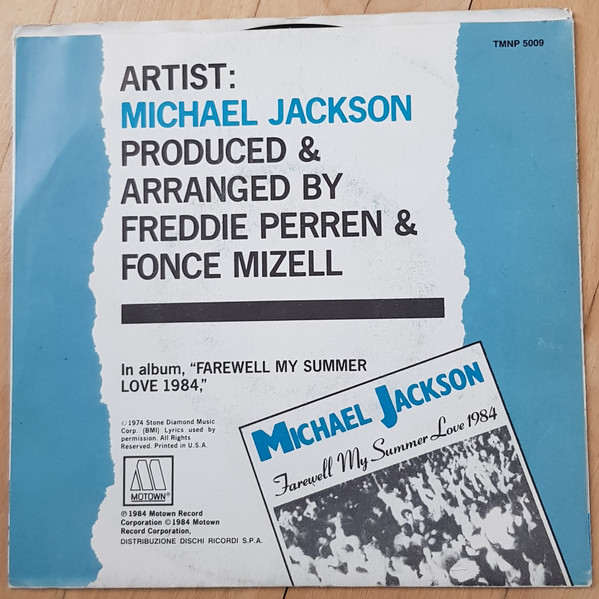 TMNP 5009
ARTIST:
MICHAEL JACKSON
PRODUCED &
ARRANGED BY
FREDDIE PERREN &
FONCE MIZELL
In album, "FAREWELL MY SUMMER
LOVE 1984,"
© 1974 Stone Diamond Music
Corp. (BMI) Lyrics used by
permission. All Rights
Reserved. Printed in U.S.A.
MOTOWN®
℗ 1984 Motown Record
Corporation © 1984 Motown
Record Corporation,
DISTRIBUZIONE DISCHI RICORDI S.P.A.
MICHAEL JACKSON
Farewell My Summer Love 1984